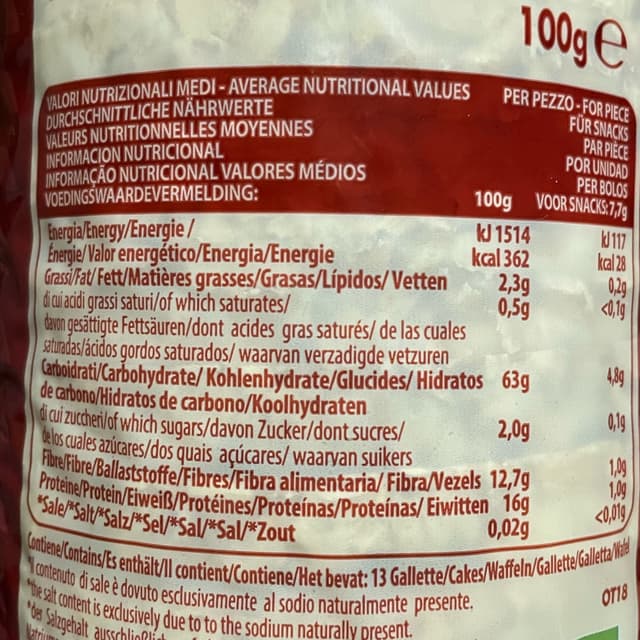 100g e
VALORI NUTRIZIONALI MEDI - AVERAGE NUTRITIONAL VALUES
DURCHSCHNITTLICHE NÄHRWERTE
VALEURS NUTRITIONNELLES MOYENNES
INFORMACION NUTRICIONAL
INFORMAÇÃO NUTRICIONAL VALORES MÉDIOS
VOEDINGSWAARDEVERMELDING:
100g
PER PEZZO - FOR PIECE
FÜR SNACKS
PAR PIÈCE
POR UNIDAD
PER BOLOS
VOOR SNACKS: 7,7g
Energia/Energy/Energie / kJ 1514 kJ 117
Énergie/Valor energético/Energia/Energie kcal 362 kcal 28
Grassi/Fat/ Fett/Matières grasses/Grasas/Lípidos/ Vetten 2,3g 0,2g
di cui acidi grassi saturi/of which saturates/ 0,5g <0,1g
davon gesättigte Fettsäuren/dont acides gras saturés/ de las cuales
saturadas/ácidos gordos saturados/ waarvan verzadigde vetzuren
Carboidrati/Carbohydrate/ Kohlenhydrate/Glucides/ Hidratos 63g 4,8g
de carbono/Hidratos de carbono/Koolhydraten
di cui zuccheri/of which sugars/davon Zucker/dont sucres/ 2,0g 0,1g
de los cuales azúcares/dos quais açúcares/ waarvan suikers
Fibre/Fibre/Ballaststoffe/Fibres/Fibra alimentaria/ Fibra/Vezels 12,7g 1,0g
Proteine/Protein/Eiweiß/Protéines/Proteínas/Proteínas/ Eiwitten 16g 1,0g
*Sale/*Salt/*Salz/*Sel/*Sal/*Sal/*Zout 0,02g <0,01g
Contiene/Contains/Es enthält/Il contient/Contiene/Het bevat: 13 Gallette/Cakes/Waffeln/Gallette/Galletta/Wafel
contenuto di sale è dovuto esclusivamente al sodio naturalmente presente.
*the salt content is exclusively due to to the sodium naturally present.
*der Salzgehalt
OT18